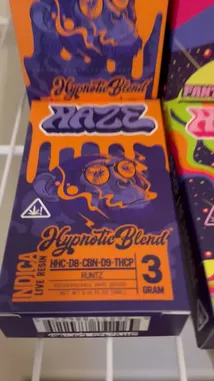 Hypnotic Blend
HAZE
Hypnotic Blend
INDICA
LIVE RESIN
HHC-D8-CBN-D9-THCP
RUNTZ
3
GRAM